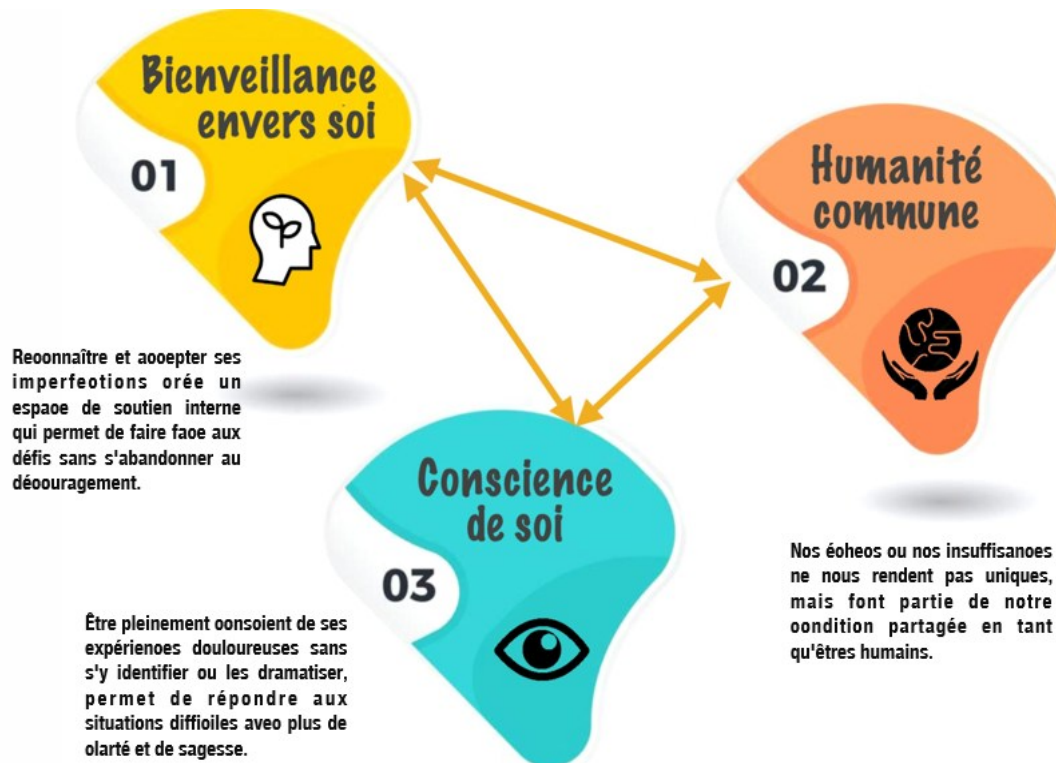 Bienveillance
envers soi
01
Reoonnaître et aooepter ses
imperfeotions orée un
espaoe de soutien interne
qui permet de faire faoe aux
défis sans s'abandonner au
déoouragement.
Humanité
commune
02
Nos éoheos ou nos insuffisanoes
ne nous rendent pas uniques,
mais font partie de notre
oondition partagée en tant
qu'êtres humains.
Conscience
de soi
03
Être pleinement oonsoient de ses
expérienoes douloureuses sans
s'y identifier ou les dramatiser,
permet de répondre aux
situations diffioiles aveo plus de
olarté et de sagesse.